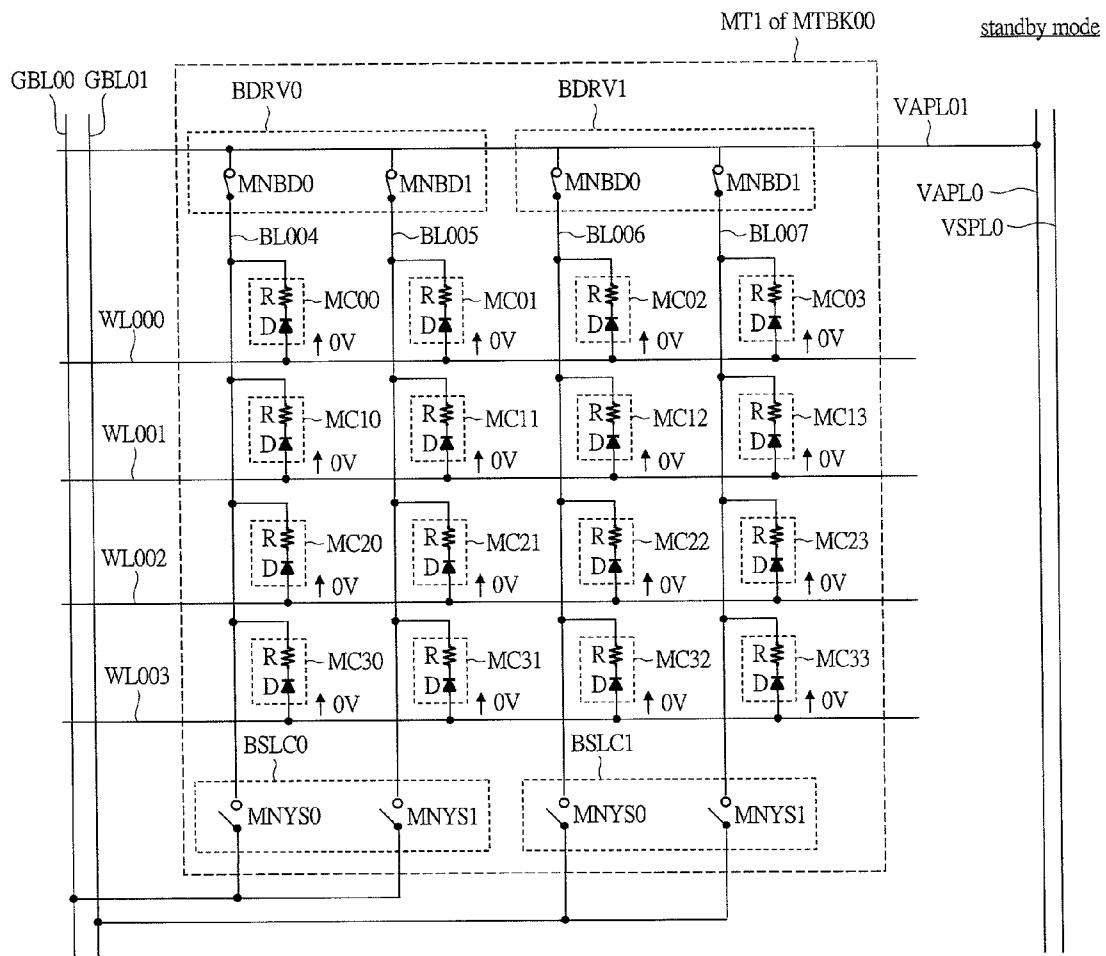 MT1 of MTBK00
standby mode
GBL00 GBL01
BDRV0
BDRV1
VAPL01
MNBD0
MNBD1
MNBD0
MNBD1
VAPL0
VSPL0
BL004
BL005
BL006
BL007
WL000
R
D
MC00
0V
R
D
MC01
0V
R
D
MC02
0V
R
D
MC03
0V
WL001
R
D
MC10
0V
R
D
MC11
0V
R
D
MC12
0V
R
D
MC13
0V
WL002
R
D
MC20
0V
R
D
MC21
0V
R
D
MC22
0V
R
D
MC23
0V
WL003
R
D
MC30
0V
R
D
MC31
0V
R
D
MC32
0V
R
D
MC33
0V
BSLC0
BSLC1
MNYS0
MNYS1
MNYS0
MNYS1